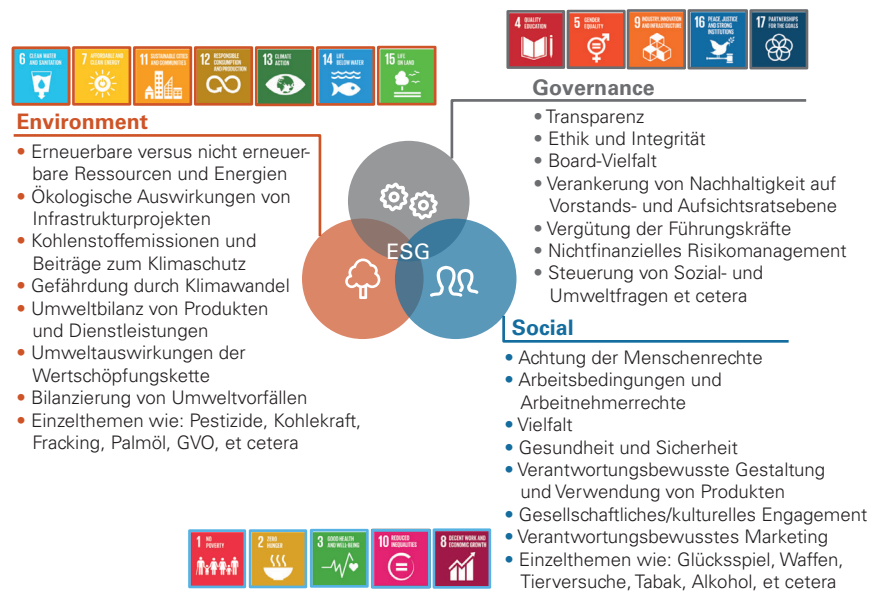 6 CLEAN WATER
AND SANITATION
7 AFFORDABLE AND
CLEAN ENERGY
11 SUSTAINABLE CITIES
AND COMMUNITIES
12 RESPONSIBLE
CONSUMPTION
AND PRODUCTION
13 CLIMATE
ACTION
14 LIFE
BELOW WATER
15 LIFE
ON LAND
Environment
• Erneuerbare versus nicht erneuer-
bare Ressourcen und Energien
• Ökologische Auswirkungen von
Infrastrukturprojekten
• Kohlenstoffemissionen und
Beiträge zum Klimaschutz
• Gefährdung durch Klimawandel
• Umweltbilanz von Produkten
und Dienstleistungen
• Umweltauswirkungen der
Wertschöpfungskette
• Bilanzierung von Umweltvorfällen
• Einzelthemen wie: Pestizide, Kohlekraft,
Fracking, Palmöl, GVO, et cetera
4 QUALITY
EDUCATION
5 GENDER
EQUALITY
9 INDUSTRY, INNOVATION
AND INFRASTRUCTURE
16 PEACE, JUSTICE
AND STRONG
INSTITUTIONS
17 PARTNERSHIPS
FOR THE GOALS
Governance
• Transparenz
• Ethik und Integrität
• Board-Vielfalt
• Verankerung von Nachhaltigkeit auf
Vorstands- und Aufsichtsratsebene
• Vergütung der Führungskräfte
• Nichtfinanzielles Risikomanagement
• Steuerung von Sozial- und
Umweltfragen et cetera
ESG
Social
• Achtung der Menschenrechte
• Arbeitsbedingungen und
Arbeitnehmerrechte
• Vielfalt
• Gesundheit und Sicherheit
• Verantwortungsbewusste Gestaltung
und Verwendung von Produkten
• Gesellschaftliches/kulturelles Engagement
• Verantwortungsbewusstes Marketing
• Einzelthemen wie: Glücksspiel, Waffen,
Tierversuche, Tabak, Alkohol, et cetera
1 NO
POVERTY
2 ZERO
HUNGER
3 GOOD HEALTH
AND WELL-BEING
10 REDUCED
INEQUALITIES
8 DECENT WORK AND
ECONOMIC GROWTH